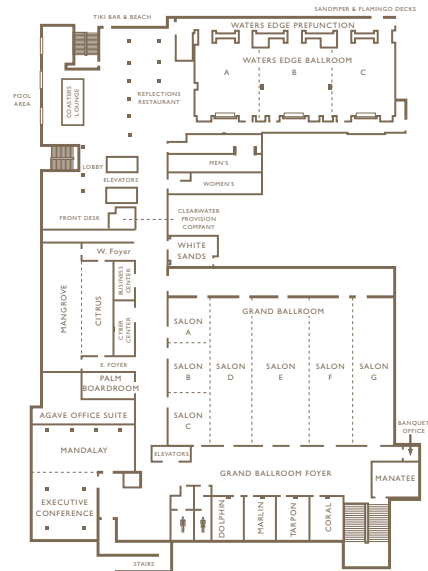 SANDPIPER & FLAMINGO DECKS
TIKI BAR & BEACH
WATERS EDGE PREFUNCTION
WATERS EDGE BALLROOM
A
B
C
POOL
AREA
COASTERS
LOUNGE
REFLECTIONS
RESTAURANT
MEN'S
LOBBY
ELEVATORS
WOMEN'S
FRONT DESK
CLEARWATER
PROVISION
COMPANY
WHITE
SANDS
W. Foyer
MANGROVE
CITRUS
BUSINESS
CENTER
CYBER
CENTER
E. FOYER
PALM
BOARDROOM
GRAND BALLROOM
SALON
A
SALON
B
SALON
C
SALON
D
SALON
E
SALON
F
SALON
G
AGAVE OFFICE SUITE
MANDALAY
EXECUTIVE
CONFERENCE
BANQUET
OFFICE
ELEVATORS
GRAND BALLROOM FOYER
MANATEE
DOLPHIN
MARLIN
TARPON
CORAL
STAIRS